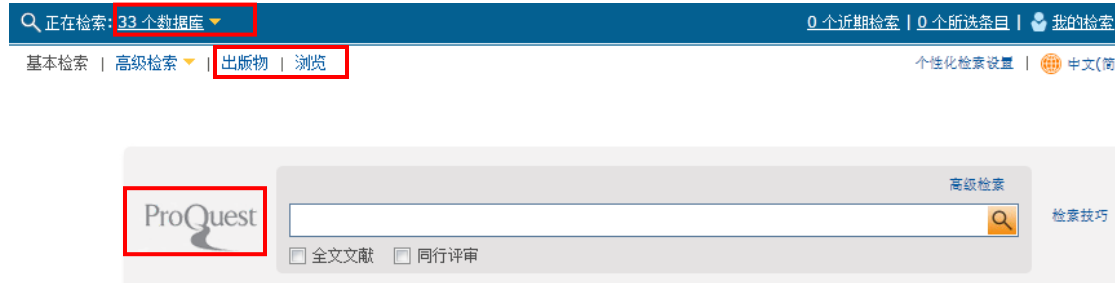 正在检索: 33 个数据库 0 个近期检索 | 0 个所选条目 | 我的检索
基本检索 | 高级检索 | 出版物 | 浏览 个性化检索设置 | 中文(简
高级检索
ProQuest 检索技巧
全文文献 同行评审